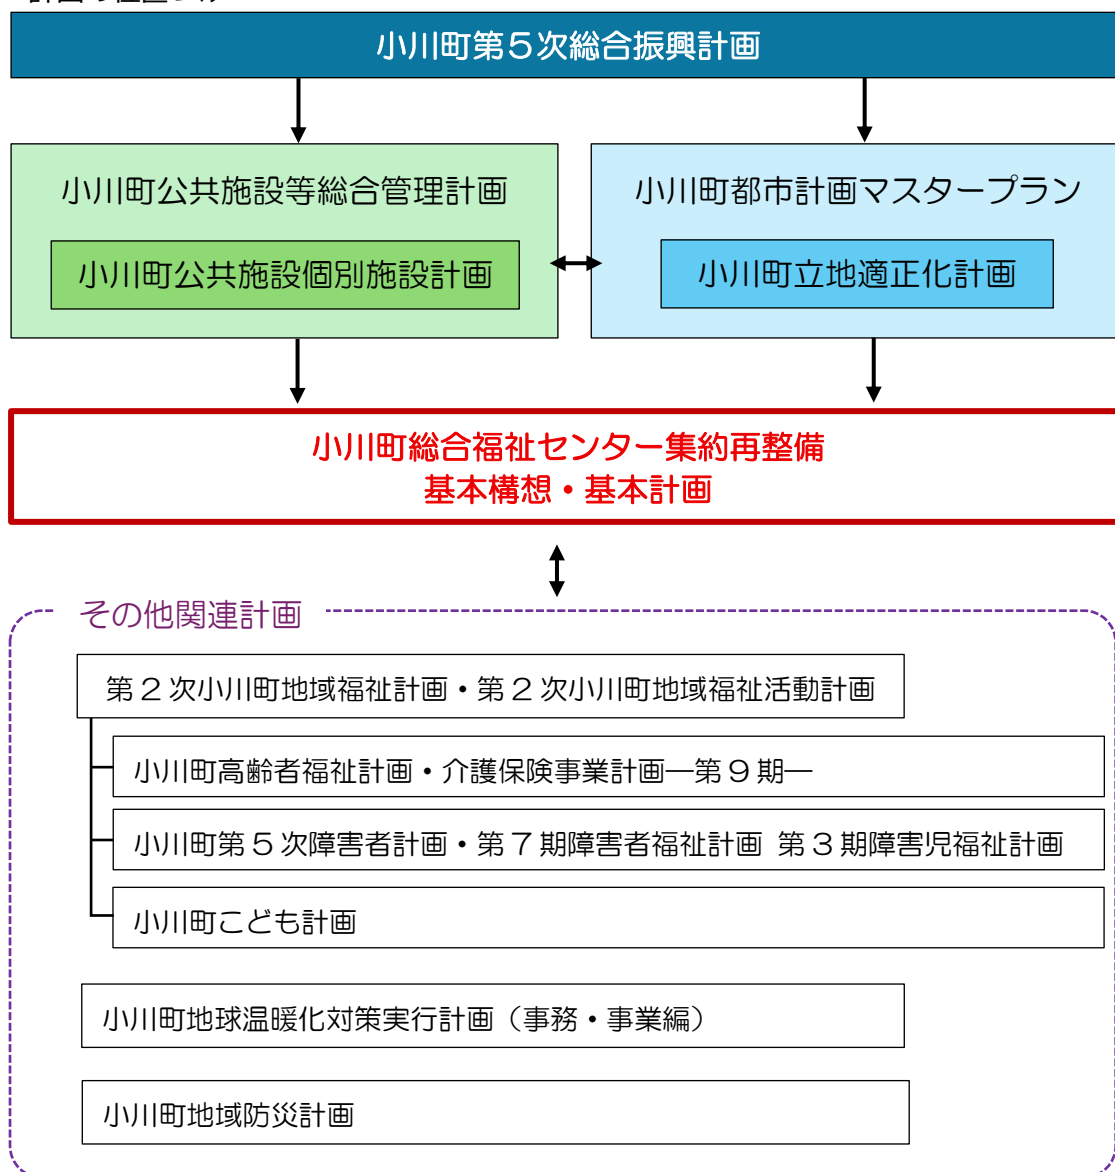 小川町第５次総合振興計画
小川町公共施設等総合管理計画
小川町公共施設個別施設計画
小川町都市計画マスタープラン
小川町立地適正化計画
小川町総合福祉センター集約再整備
基本構想・基本計画
その他関連計画
第２次小川町地域福祉計画・第２次小川町地域福祉活動計画
小川町高齢者福祉計画・介護保険事業計画―第９期―
小川町第５次障害者計画・第７期障害者福祉計画 第３期障害児福祉計画
小川町こども計画
小川町地球温暖化対策実行計画（事務・事業編）
小川町地域防災計画